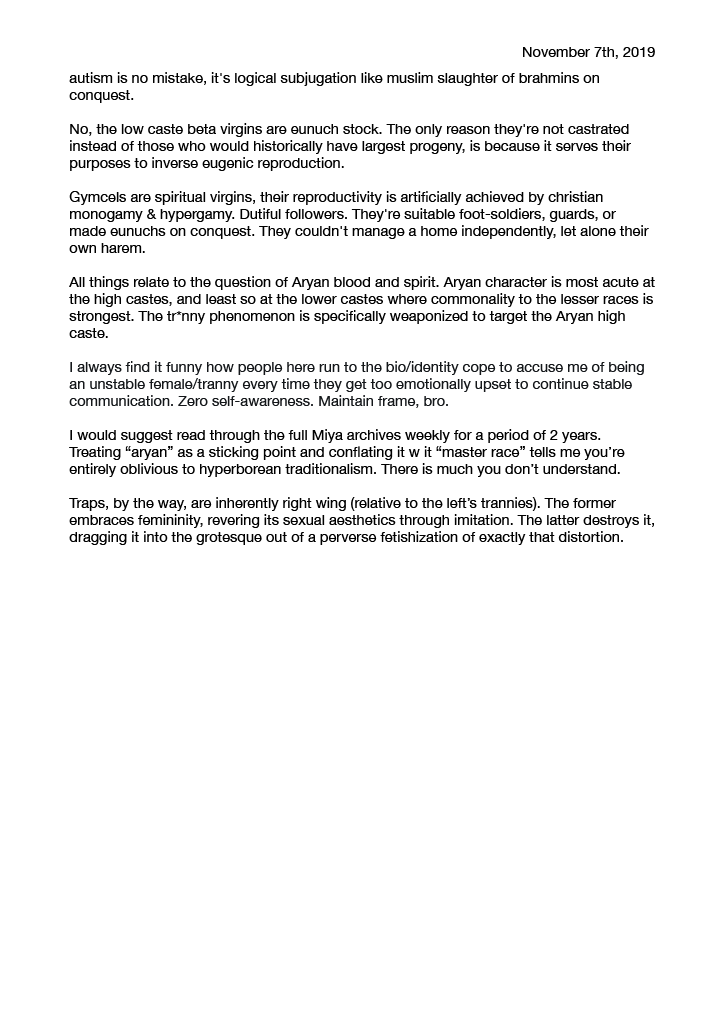 November 7th, 2019
autism is no mistake, it's logical subjugation like muslim slaughter of brahmins on
conquest.
No, the low caste beta virgins are eunuch stock. The only reason they're not castrated
instead of those who would historically have largest progeny, is because it serves their
purposes to inverse eugenic reproduction.
Gymcels are spiritual virgins, their reproductivity is artificially achieved by christian
monogamy & hypergamy. Dutiful followers. They're suitable foot-soldiers, guards, or
made eunuchs on conquest. They couldn't manage a home independently, let alone their
own harem.
All things relate to the question of Aryan blood and spirit. Aryan character is most acute at
the high castes, and least so at the lower castes where commonality to the lesser races is
strongest. The tr*nny phenomenon is specifically weaponized to target the Aryan high
caste.
I always find it funny how people here run to the bio/identity cope to accuse me of being
an unstable female/tranny every time they get too emotionally upset to continue stable
communication. Zero self-awareness. Maintain frame, bro.
I would suggest read through the full Miya archives weekly for a period of 2 years.
Treating “aryan” as a sticking point and conflating it w it “master race” tells me you’re
entirely oblivious to hyperborean traditionalism. There is much you don’t understand.
Traps, by the way, are inherently right wing (relative to the left’s trannies). The former
embraces femininity, revering its sexual aesthetics through imitation. The latter destroys it,
dragging it into the grotesque out of a perverse fetishization of exactly that distortion.